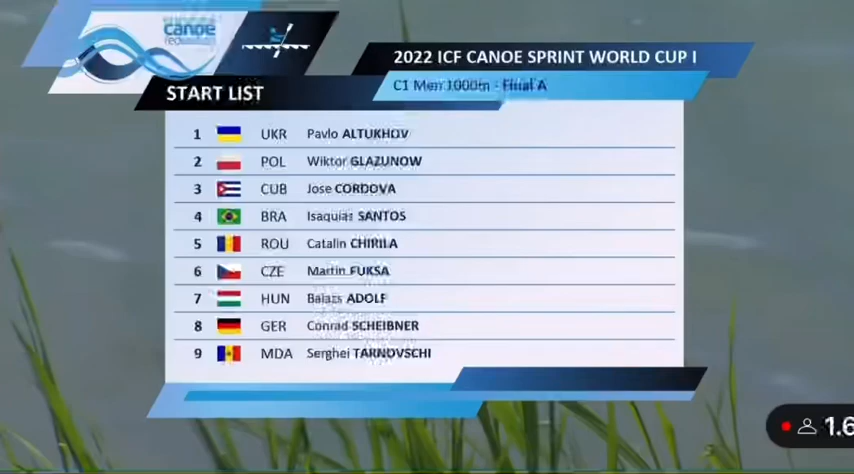 canoe
2022 ICF CANOE SPRINT WORLD CUP I
START LIST
C1 Men 1000m - Final A
1 UKR Pavlo ALTUKHOV
2 POL Wiktor GLAZUNOW
3 CUB Jose CORDOVA
4 BRA Isaquias SANTOS
5 ROU Catalin CHIRILA
6 CZE Martin FUKSA
7 HUN Balazs ADOLF
8 GER Conrad SCHEIBNER
9 MDA Serghei TARNOVSCHI
1.6